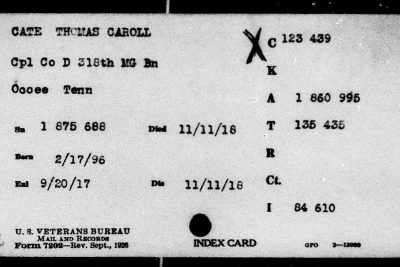 CATE THOMAS CAROLL
X C 123 439
Cpl Co D 318th MG Bn
K
Ocoee Tenn
A 1 860 995
Sn 1 875 688 Died 11/11/18 T 135 435
R
Born 2/17/96
Enl 9/20/17 Dis 11/11/18 Ct.
I 84 610
U. S. VETERANS BUREAU
MAIL AND RECORDS
Form 7202—Rev. Sept., 1926 INDEX CARD GPO